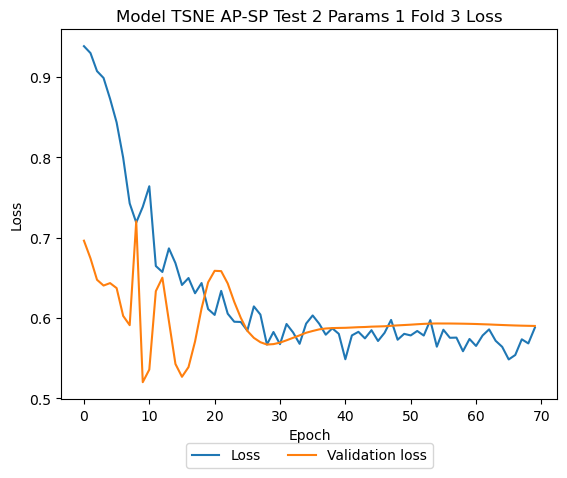 Model TSNE AP-SP Test 2 Params 1 Fold 3 Loss
0.9
0.8
0.7
0.6
0.5
Loss
0 10 20 30 40 50 60 70
Epoch
Loss Validation loss